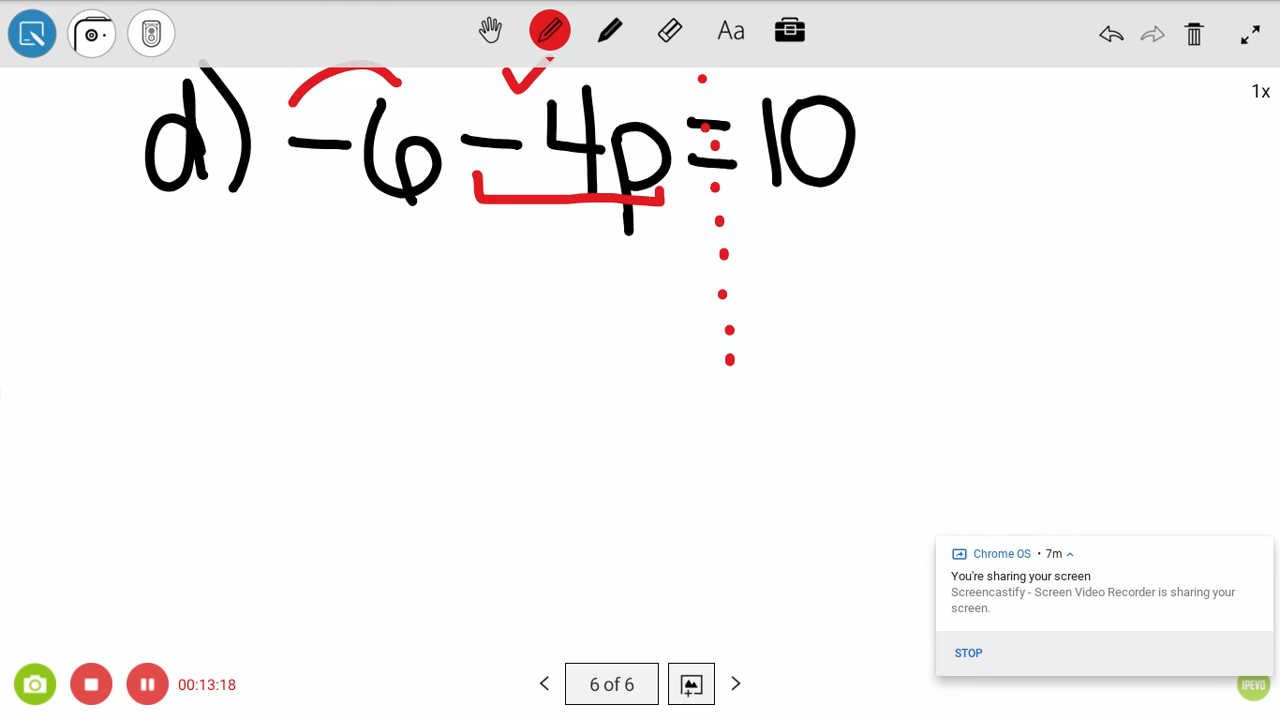 Aa
1x
d) -6 - 4p = 10
Chrome OS • 7m
You're sharing your screen
Screencastify - Screen Video Recorder is sharing your
screen.
STOP
00:13:18
6 of 6
IPEVO